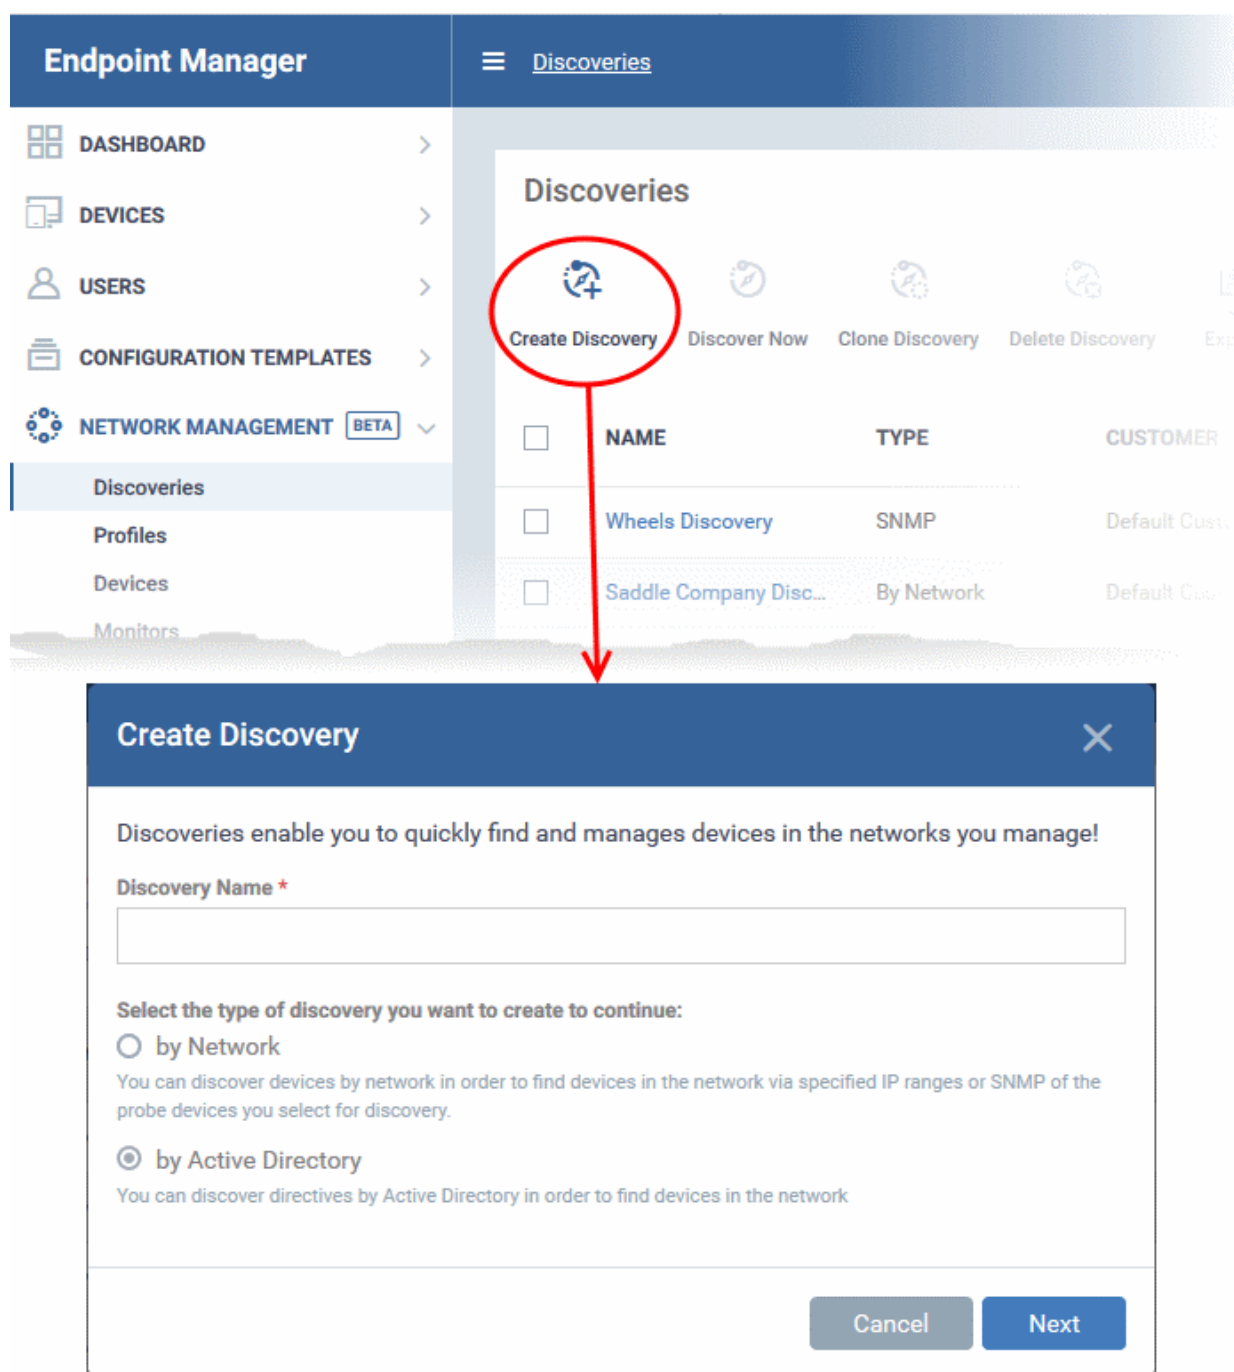 Endpoint Manager
Discoveries
DASHBOARD
DEVICES
USERS
CONFIGURATION TEMPLATES
NETWORK MANAGEMENT BETA
Discoveries
Profiles
Devices
Monitors
Discoveries
Create Discovery Discover Now Clone Discovery Delete Discovery
NAME TYPE CUSTOMER
Wheels Discovery SNMP Default
Saddle Company Disc... By Network Default
Create Discovery
Discoveries enable you to quickly find and manages devices in the networks you manage!
Discovery Name *
Select the type of discovery you want to create to continue:
by Network
You can discover devices by network in order to find devices in the network via specified IP ranges or SNMP of the
probe devices you select for discovery.
by Active Directory
You can discover directives by Active Directory in order to find devices in the network
Cancel Next